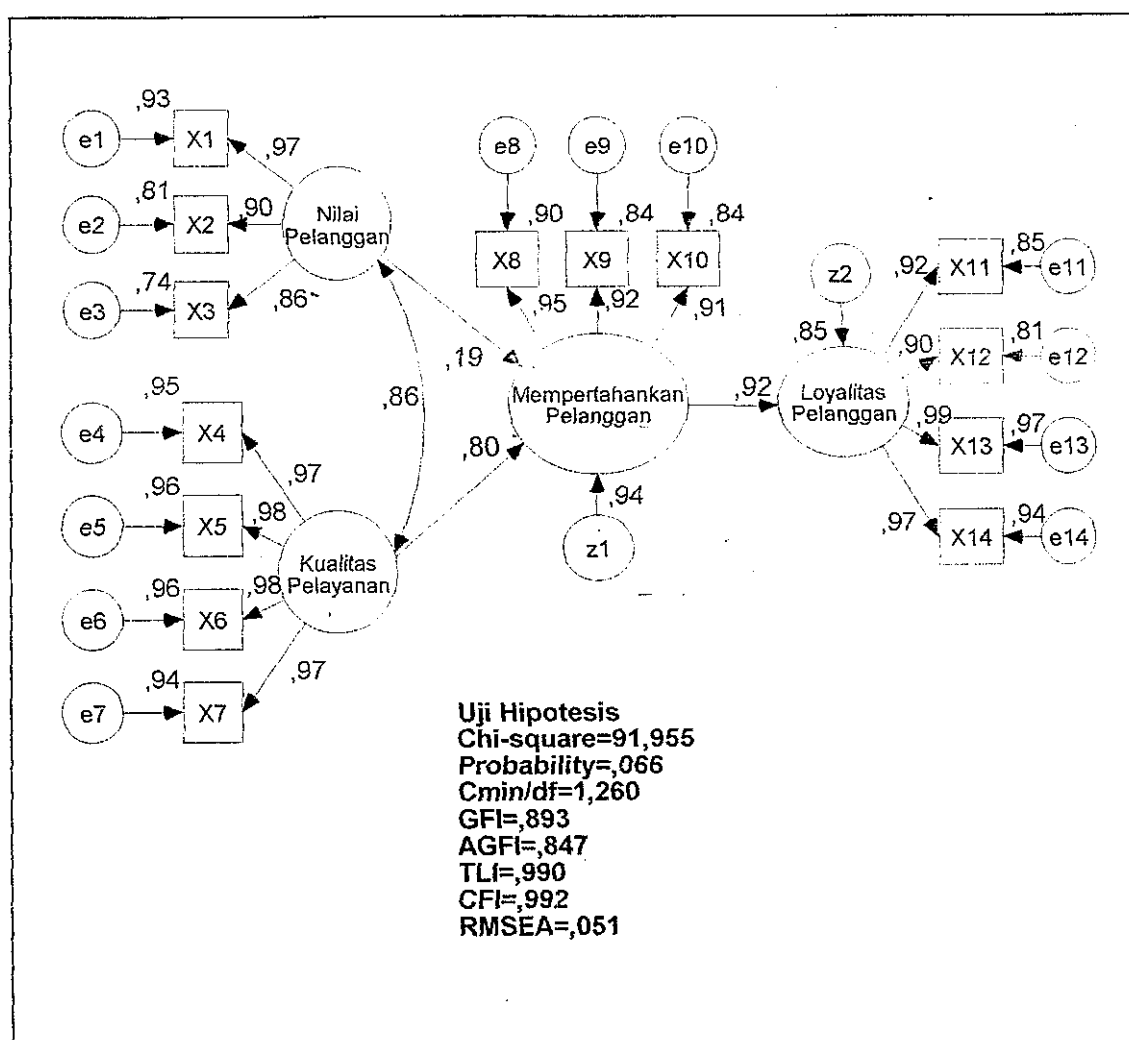 ,93
e1 X1 ,97
,81
e2 X2 ,90
Nilai
Pelanggan
,74
e3 X3 ,86
e8 e9 e10
,90 ,84 ,84
X8 X9 X10
,95 ,92 ,91
z2
,85
,92 X11 ,85 e11
,90 X12 ,81 e12
,19
Mempertahankan
Pelanggan
,92
Loyalitas
Pelanggan
,99 X13 ,97 e13
,97 X14 ,94 e14
,86
,80
,94
z1
,95
e4 X4 ,97
,96
e5 X5 ,98
Kualitas
Pelayanan
,96
e6 X6 ,98
,94
e7 X7 ,97
Uji Hipotesis
Chi-square=91,955
Probability=,066
Cmin/df=1,260
GFI=,893
AGFI=,847
TLI=,990
CFI=,992
RMSEA=,051